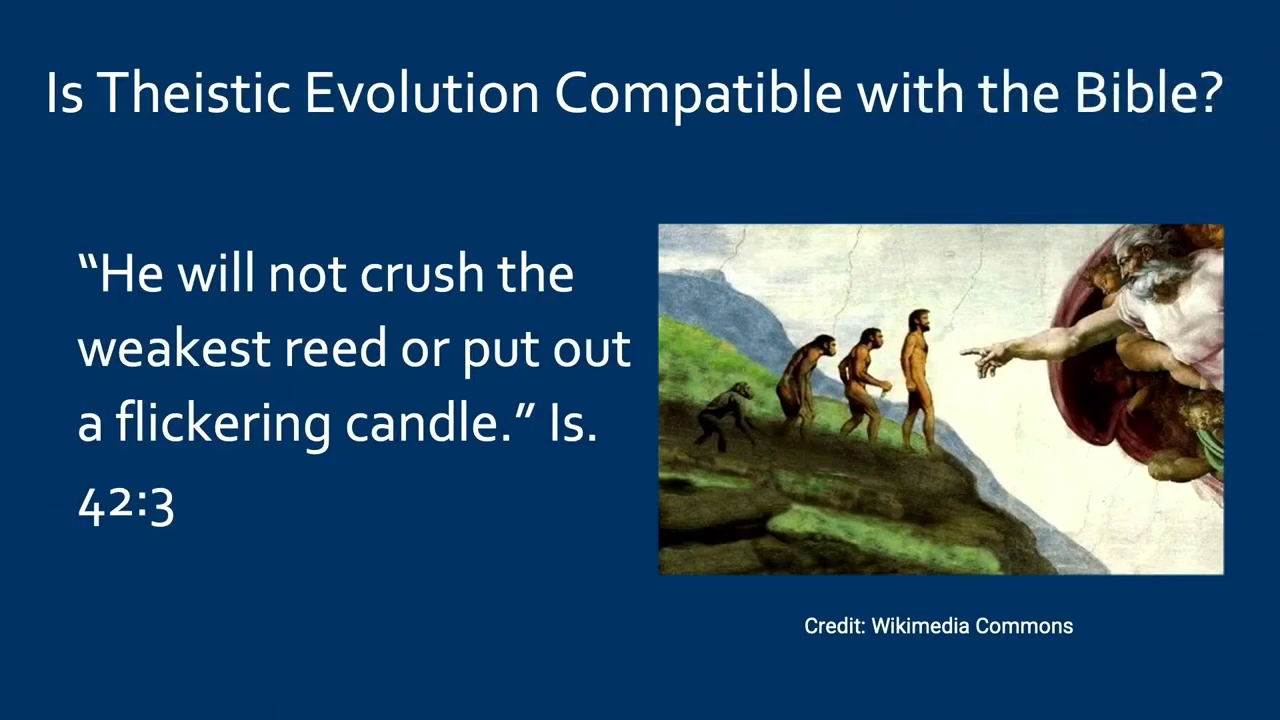 Is Theistic Evolution Compatible with the Bible?
“He will not crush the
weakest reed or put out
a flickering candle.” Is.
42:3
Credit: Wikimedia Commons